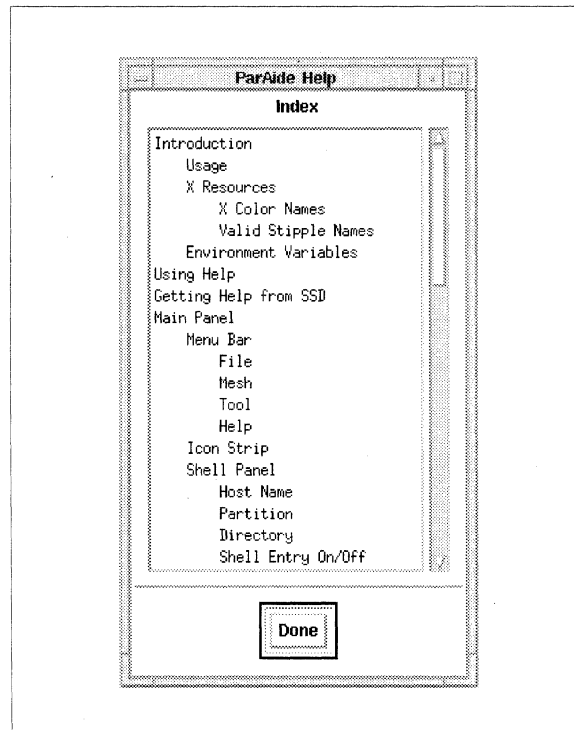 ParAide Help
Index
Introduction
Usage
X Resources
X Color Names
Valid Stipple Names
Environment Variables
Using Help
Getting Help from SSD
Main Panel
Menu Bar
File
Mesh
Tool
Help
Icon Strip
Shell Panel
Host Name
Partition
Directory
Shell Entry On/Off
Done